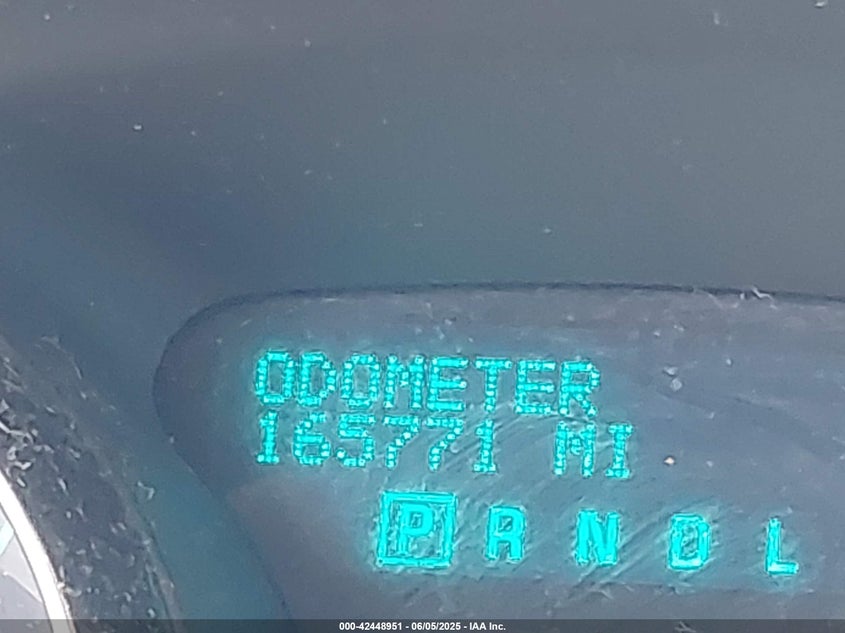 ODOMETER
165771 MI
P R N D L
000-42448951 - 06/05/2025 - IAA Inc.